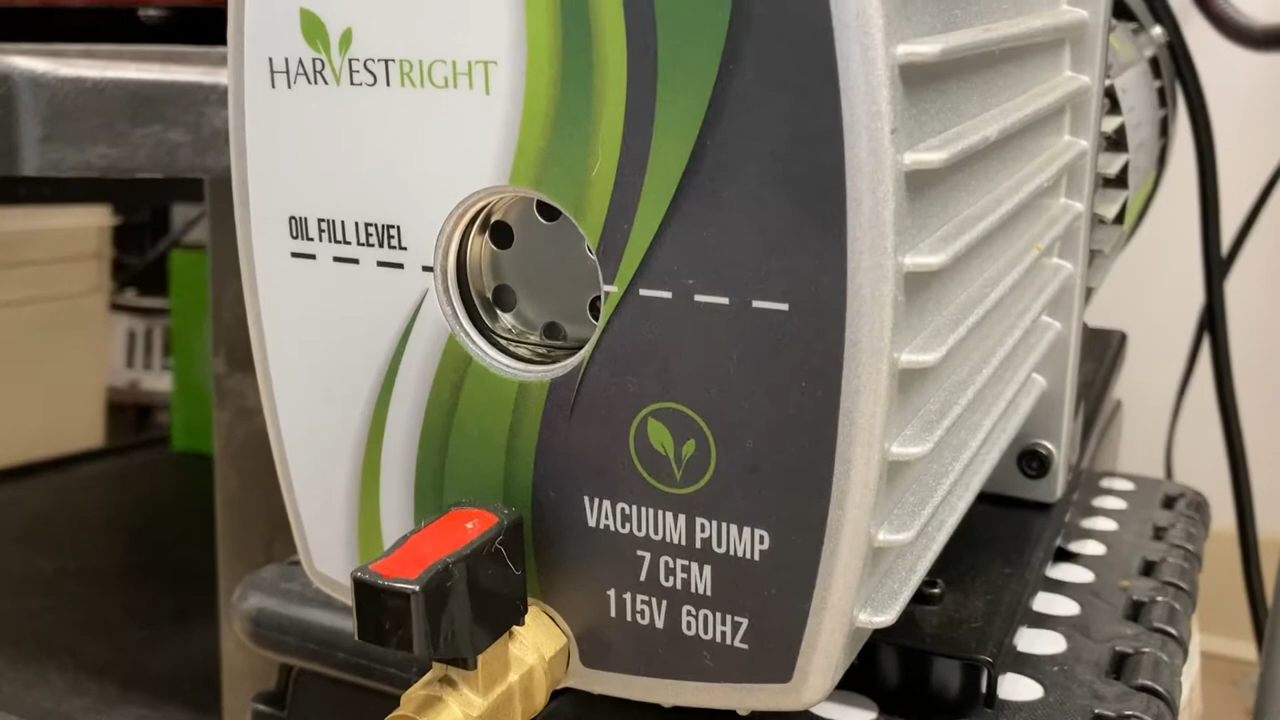 HARVESTRIGHT
OIL FILL LEVEL
VACUUM PUMP
7 CFM
115V 60HZ